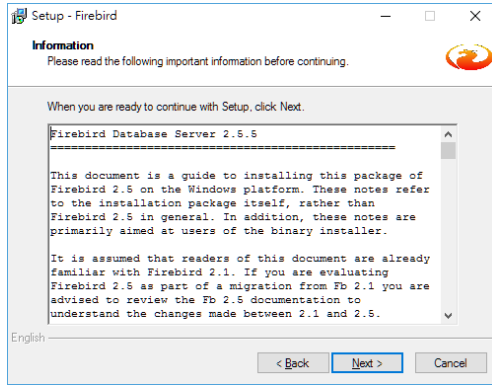 Setup - Firebird
Information
Please read the following important information before continuing.
When you are ready to continue with Setup, click Next.
Firebird Database Server 2.5.5
==================================================
This document is a guide to installing this package of
Firebird 2.5 on the Windows platform. These notes refer
to the installation package itself, rather than
Firebird 2.5 in general. In addition, these notes are
primarily aimed at users of the binary installer.
It is assumed that readers of this document are already
familiar with Firebird 2.1. If you are evaluating
Firebird 2.5 as part of a migration from Fb 2.1 you are
advised to review the Fb 2.5 documentation to
understand the changes made between 2.1 and 2.5.
English
< Back
Next >
Cancel